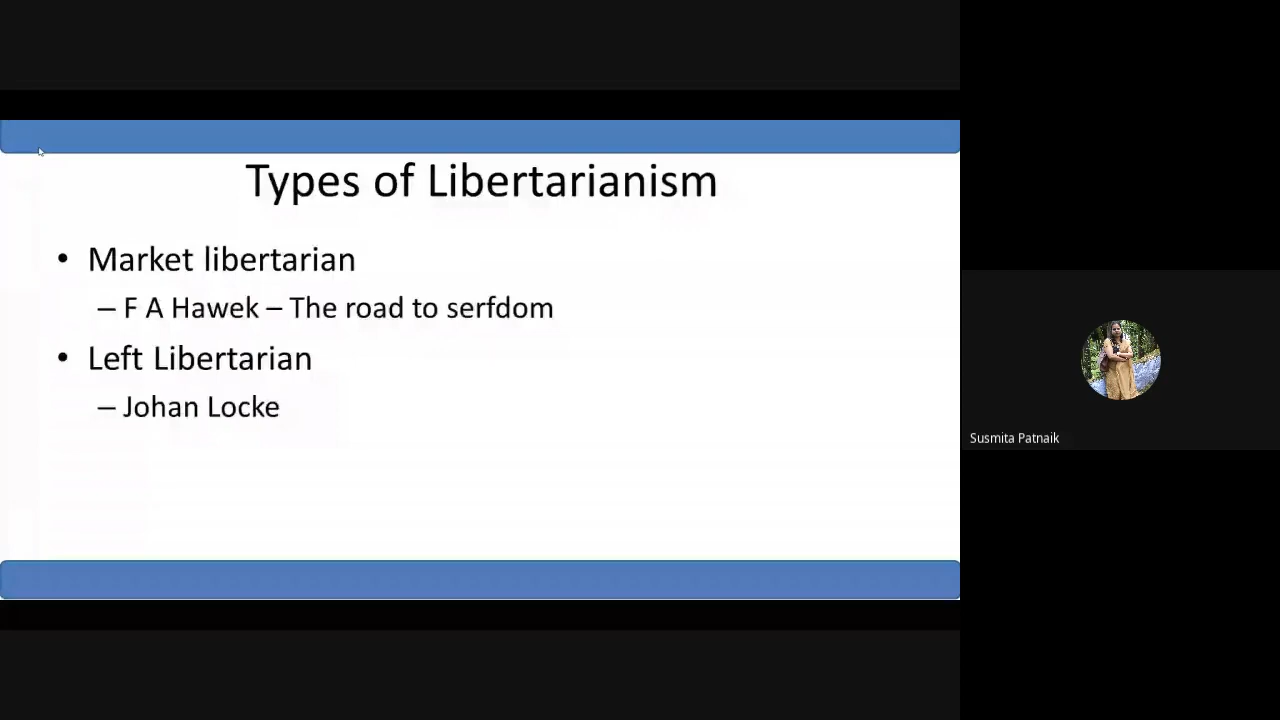 Types of Libertarianism
• Market libertarian
– F A Hawek – The road to serfdom
• Left Libertarian
– Johan Locke
Susmita Patnaik